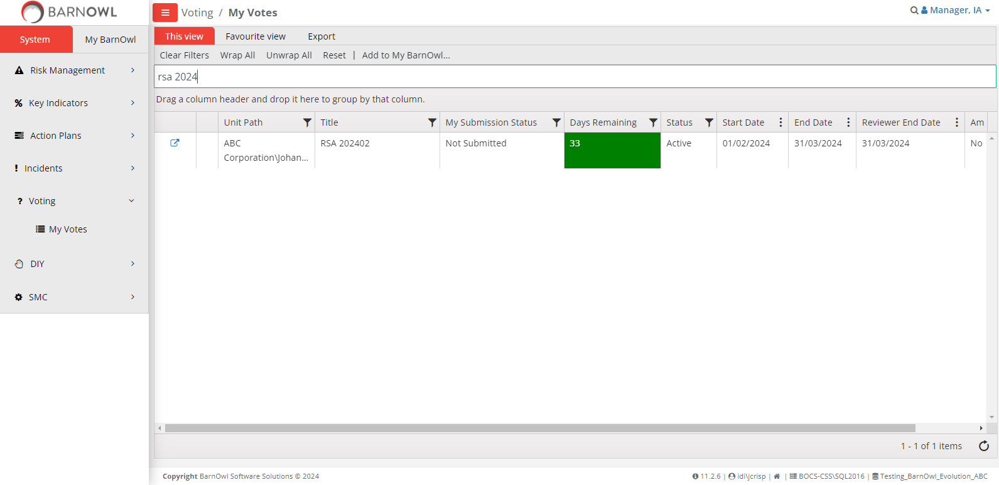 BARNOWL
Voting / My Votes
Manager, IA
System
My BarnOwl
This view
Favourite view
Export
Clear Filters
Wrap All
Unwrap All
Reset
|
Add to My BarnOwl...
rsa 2024
Drag a column header and drop it here to group by that column.
Unit Path
Title
My Submission Status
Days Remaining
Status
Start Date
End Date
Reviewer End Date
Am
ABC
Corporation\Johan...
RSA 202402
Not Submitted
33
Active
01/02/2024
31/03/2024
31/03/2024
No
Risk Management
Key Indicators
Action Plans
Incidents
Voting
My Votes
DIY
SMC
1 - 1 of 1 items
Copyright BarnOwl Software Solutions © 2024
11.2.6 | idi\jcrisp | | BOCS-CSS\SQL2016 | Testing_BarnOwl_Evolution_ABC